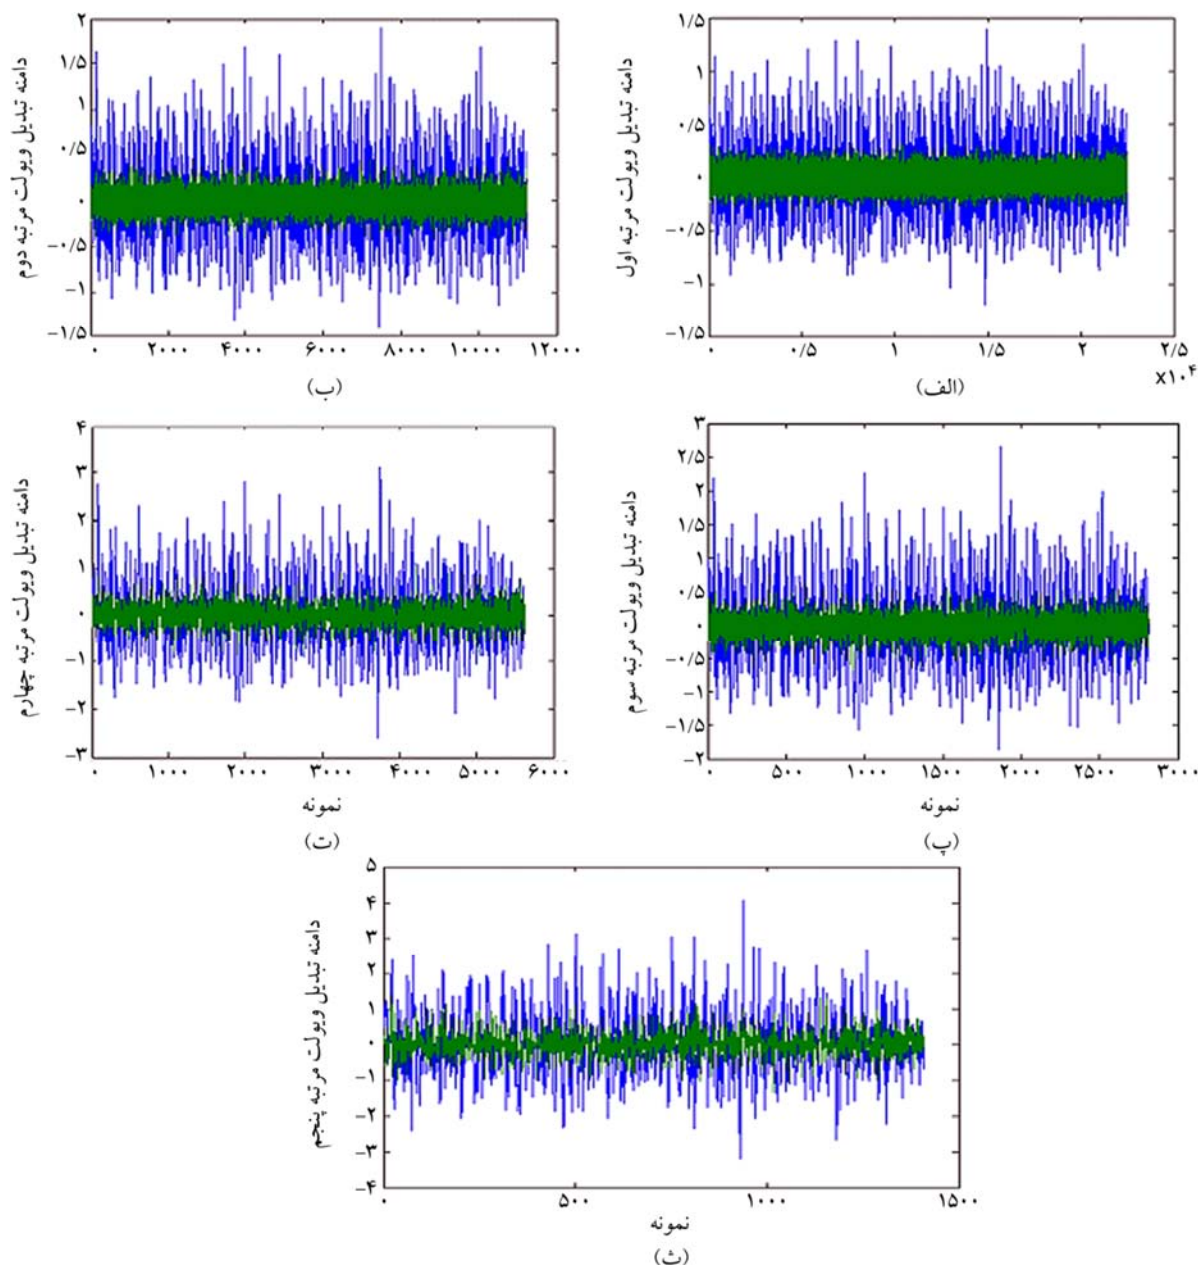 دامنه تبدیل ویولت مرتبه اول
۱/۵
۱
۰/۵
۰
-۰/۵
-۱
-۱/۵
۰ ۰/۵ ۱ ۱/۵ ۲ ۲/۵
×۱۰۴
(الف)
دامنه تبدیل ویولت مرتبه دوم
۲
۱/۵
۱
۰/۵
۰
-۰/۵
-۱
-۱/۵
۰ ۲۰۰۰ ۴۰۰۰ ۶۰۰۰ ۸۰۰۰ ۱۰۰۰۰ ۱۲۰۰۰
(ب)
دامنه تبدیل ویولت مرتبه سوم
۳
۲/۵
۲
۱/۵
۱
۰/۵
۰
-۰/۵
-۱
-۱/۵
-۲
۰ ۵۰۰ ۱۰۰۰ ۱۵۰۰ ۲۰۰۰ ۲۵۰۰ ۳۰۰۰
نمونه
(پ)
دامنه تبدیل ویولت مرتبه چهارم
۴
۳
۲
۱
۰
-۱
-۲
-۳
۰ ۱۰۰۰ ۲۰۰۰ ۳۰۰۰ ۴۰۰۰ ۵۰۰۰ ۶۰۰۰
نمونه
(ت)
دامنه تبدیل ویولت مرتبه پنجم
۵
۴
۳
۲
۱
۰
-۱
-۲
-۳
-۴
۰ ۵۰۰ ۱۰۰۰ ۱۵۰۰
نمونه
(ث)